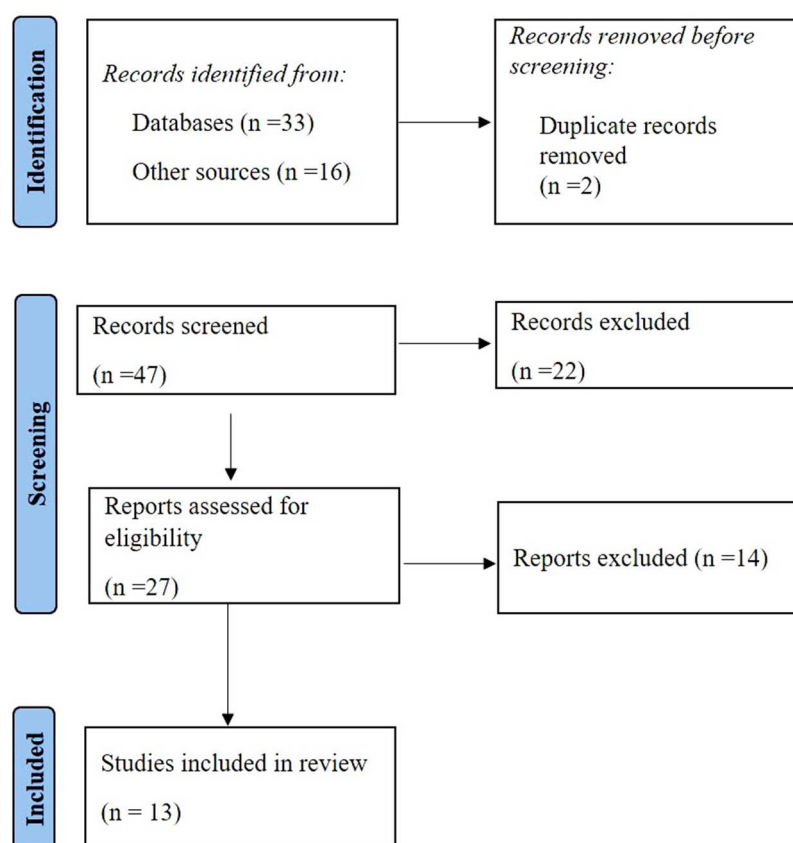 Identification
Records identified from:
Databases (n =33)
Other sources (n =16)
Records removed before
screening:
Duplicate records
removed
(n =2)
Screening
Records screened
(n =47)
Records excluded
(n =22)
Reports assessed for
eligibility
(n =27)
Reports excluded (n =14)
Included
Studies included in review
(n = 13)